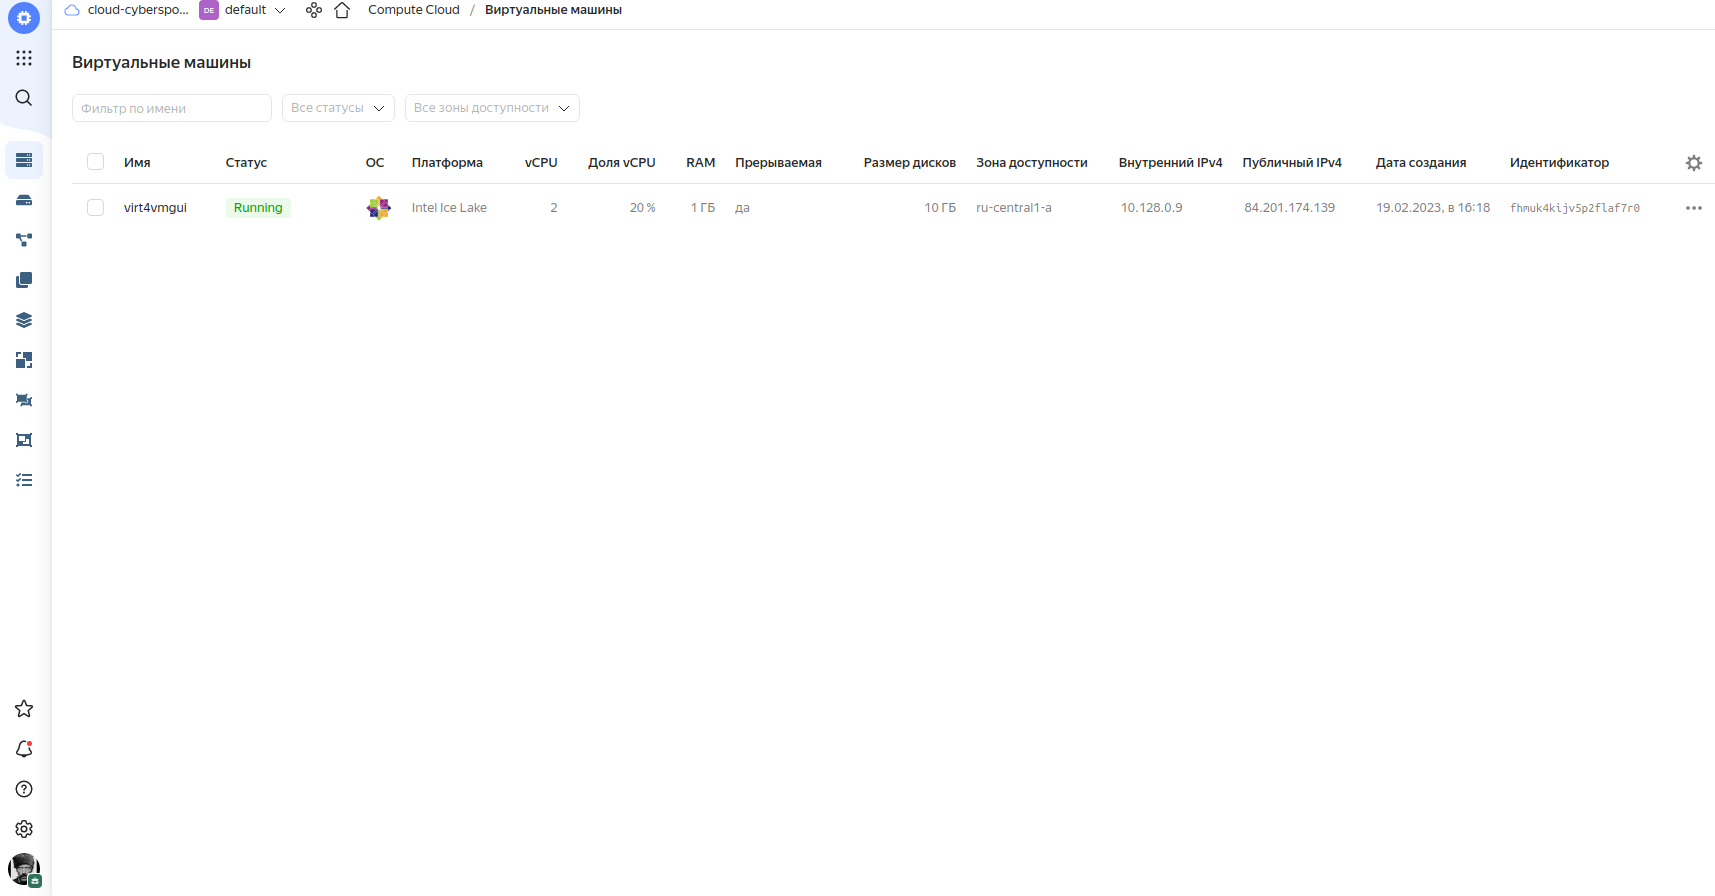 cloud-cyberspo... DE default Compute Cloud / Виртуальные машины
Виртуальные машины
Фильтр по имени Все статусы Все зоны доступности
Имя Статус ОС Платформа vCPU Доля vCPU RAM Прерываемая Размер дисков Зона доступности Внутренний IPv4 Публичный IPv4 Дата создания Идентификатор
virt4vmgui Running Intel Ice Lake 2 20 % 1 ГБ да 10 ГБ ru-central1-a 10.128.0.9 84.201.174.139 19.02.2023, в 16:18 fhmuk4kijv5p2flaf7r0